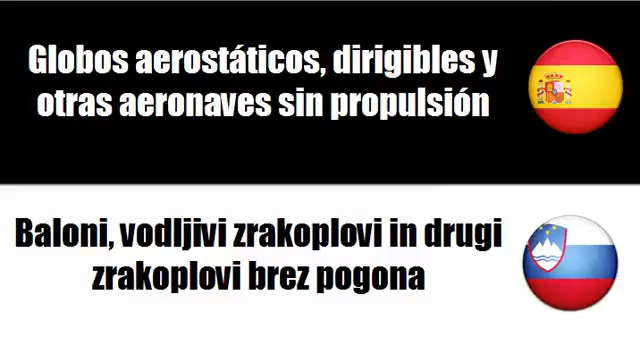 Globos aerostáticos, dirigibles y
otras aeronaves sin propulsión
Baloni, vodljivi zrakoplovi in drugi
zrakoplovi brez pogona